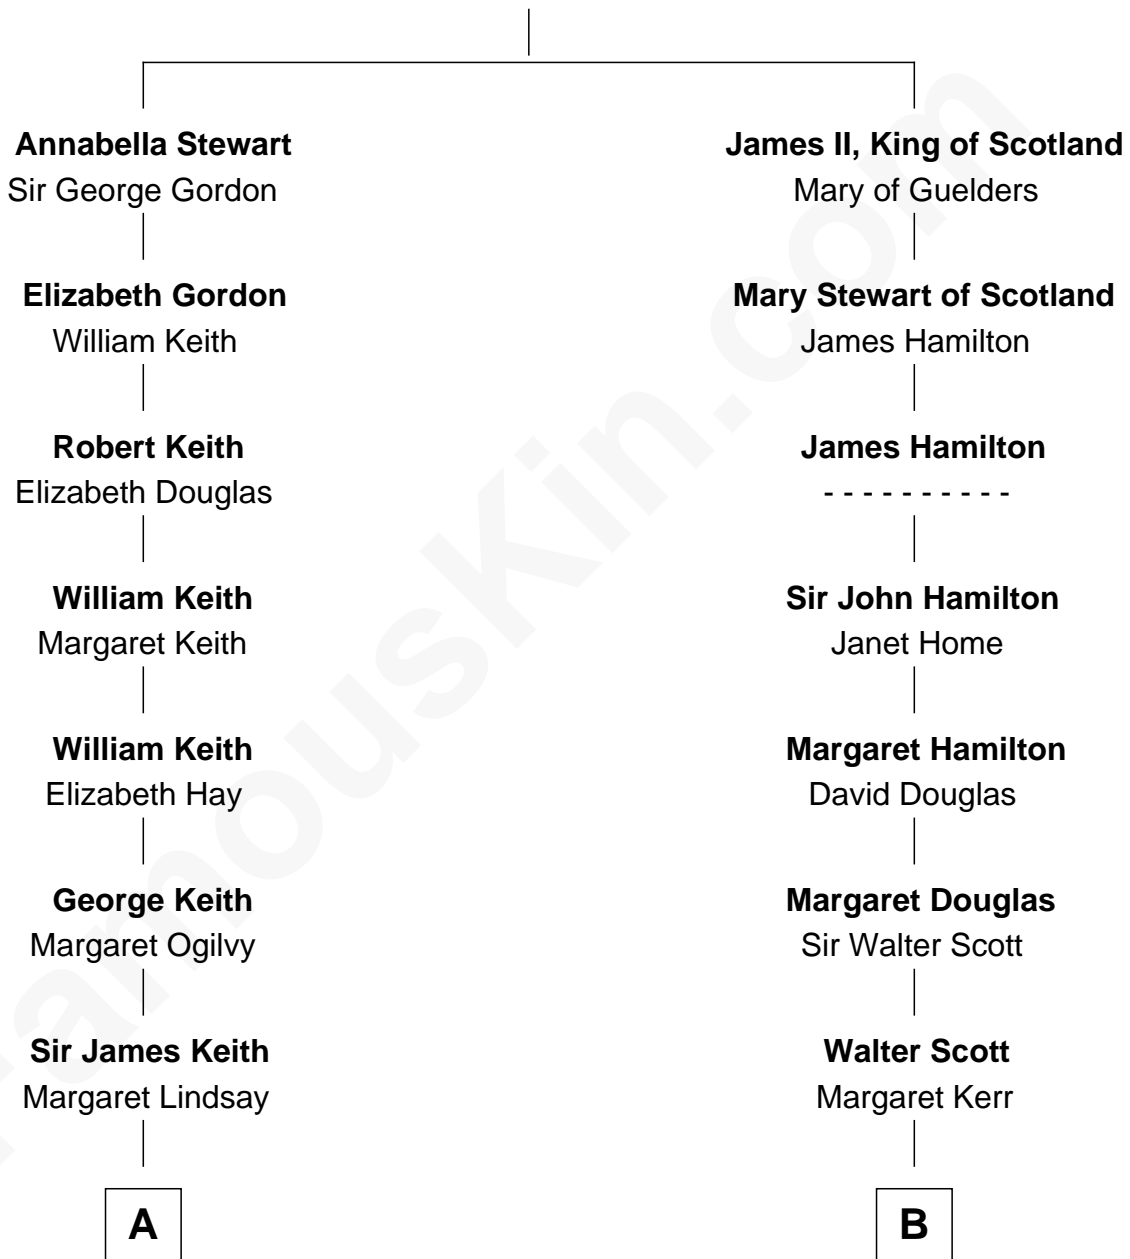 Annabella Stewart
Sir George Gordon
Elizabeth Gordon
William Keith
Robert Keith
Elizabeth Douglas
William Keith
Margaret Keith
William Keith
Elizabeth Hay
George Keith
Margaret Ogilvy
Sir James Keith
Margaret Lindsay
A
James II, King of Scotland
Mary of Guelders
Mary Stewart of Scotland
James Hamilton
James Hamilton
- - - - - - - - - -
Sir John Hamilton
Janet Home
Margaret Hamilton
David Douglas
Margaret Douglas
Sir Walter Scott
Walter Scott
Margaret Kerr
B
FamousKin.com